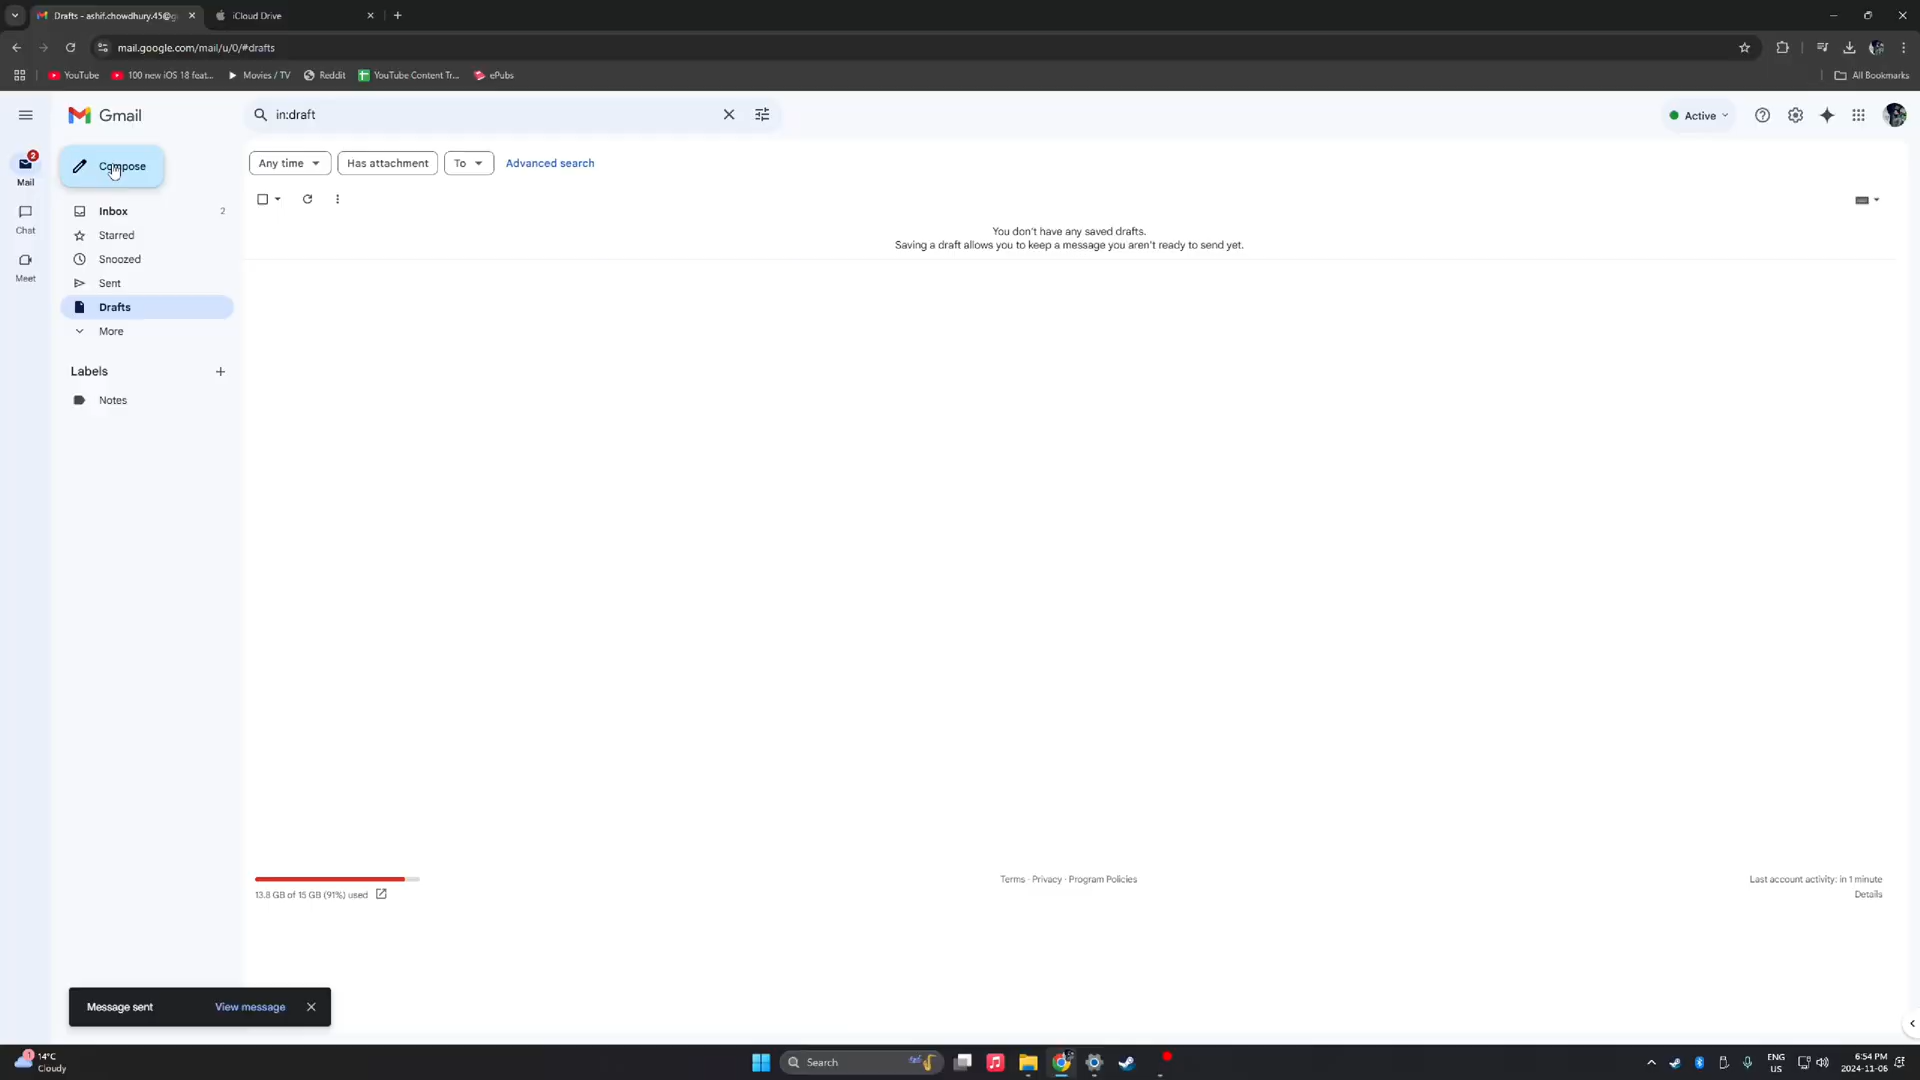 Drafts - ashif.chowdhury.45@g
iCloud Drive
mail.google.com/mail/u/0/#drafts
YouTube
100 new iOS 18 feat...
Movies / TV
Reddit
YouTube Content Tr...
ePubs
All Bookmarks
Gmail
in:draft
Active
2
Mail
Compose
Any time
Has attachment
To
Advanced search
Inbox
2
Chat
Starred
You don't have any saved drafts.
Saving a draft allows you to keep a message you aren't ready to send yet.
Snoozed
Meet
Sent
Drafts
More
Labels
Notes
13.8 GB of 15 GB (91%) used
Terms · Privacy · Program Policies
Last account activity: in 1 minute
Details
Message sent
View message
1
14°C
Cloudy
Search
ENG
US
6:54 PM
2024-11-06